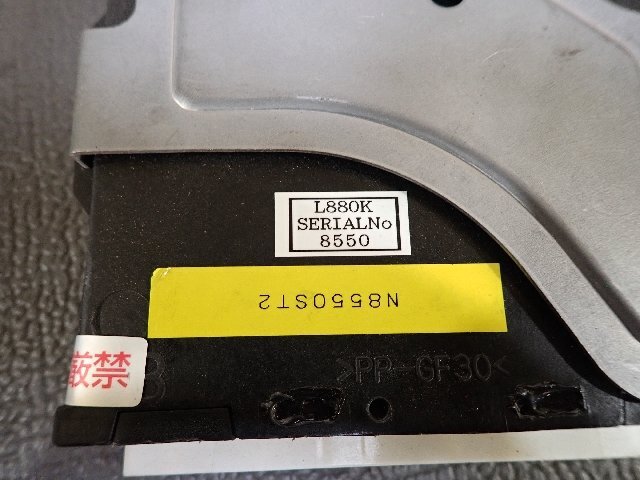 L880K
SERIALNo
8550
N8550ST2
厳禁
>PP-GF30<